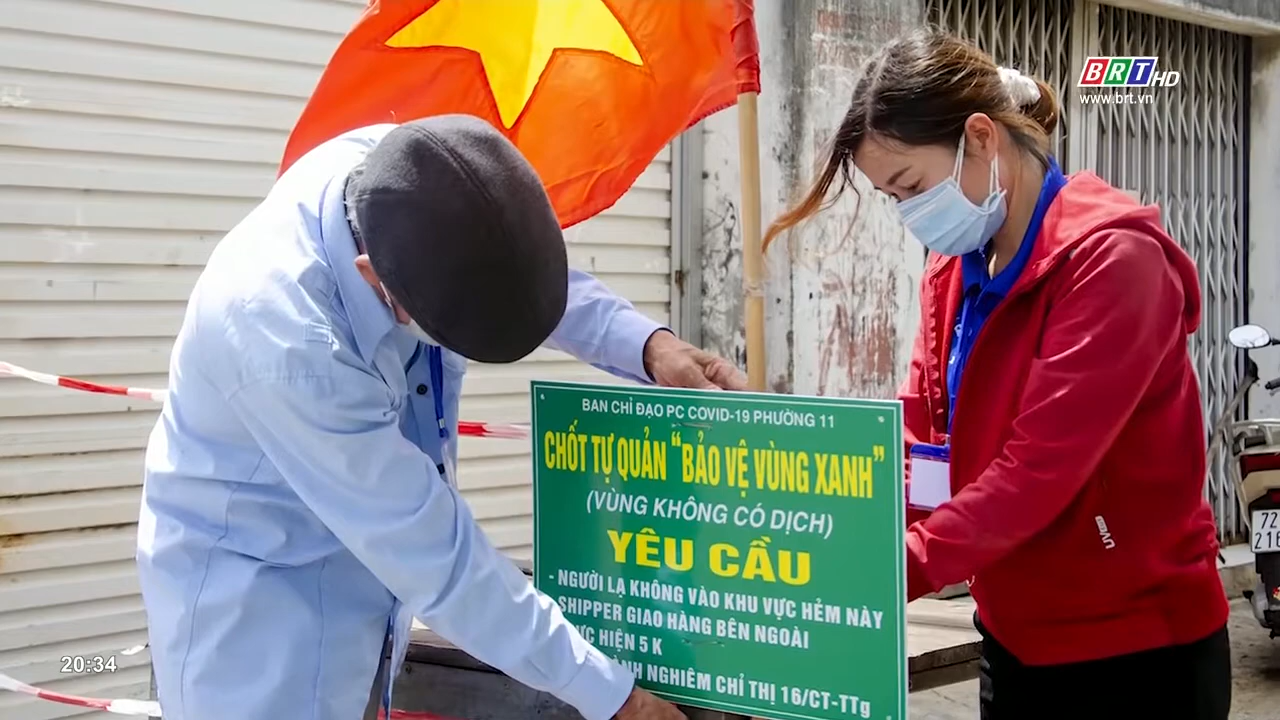 BRT HD
www.brt.vn
BAN CHỈ ĐẠO PC COVID-19 PHƯỜNG 11
CHỐT TỰ QUẢN "BẢO VỆ VÙNG XANH"
(VÙNG KHÔNG CÓ DỊCH)
YÊU CẦU
- NGƯỜI LẠ KHÔNG VÀO KHU VỰC HẺM NÀY
SHIPPER GIAO HÀNG BÊN NGOÀI
HIỆN 5 K
NGHIÊM CHỈ THỊ 16/CT-TTg
72
216
20:34